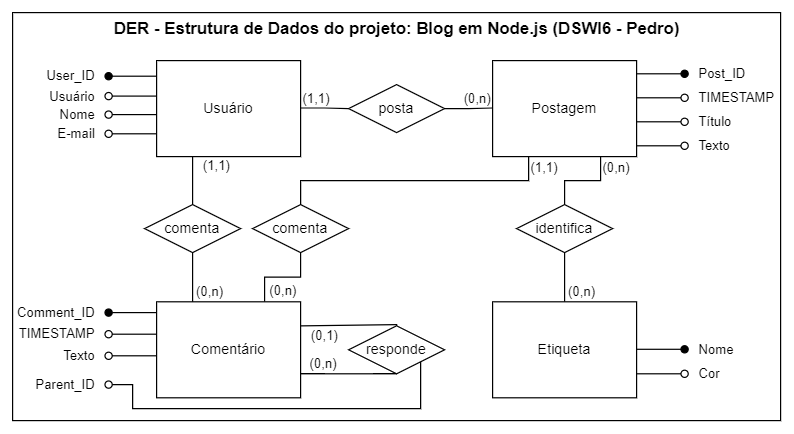 DER - Estrutura de Dados do projeto: Blog em Node.js (DSWI6 - Pedro)
User_ID
Usuário
Nome
E-mail
Usuário
(1,1)
posta
(0,n)
Postagem
Post_ID
TIMESTAMP
Título
Texto
(1,1)
(1,1)
(0,n)
comenta
comenta
identifica
(0,n)
(0,n)
(0,n)
Comment_ID
TIMESTAMP
Texto
Parent_ID
Comentário
(0,1)
(0,n)
responde
Etiqueta
Nome
Cor